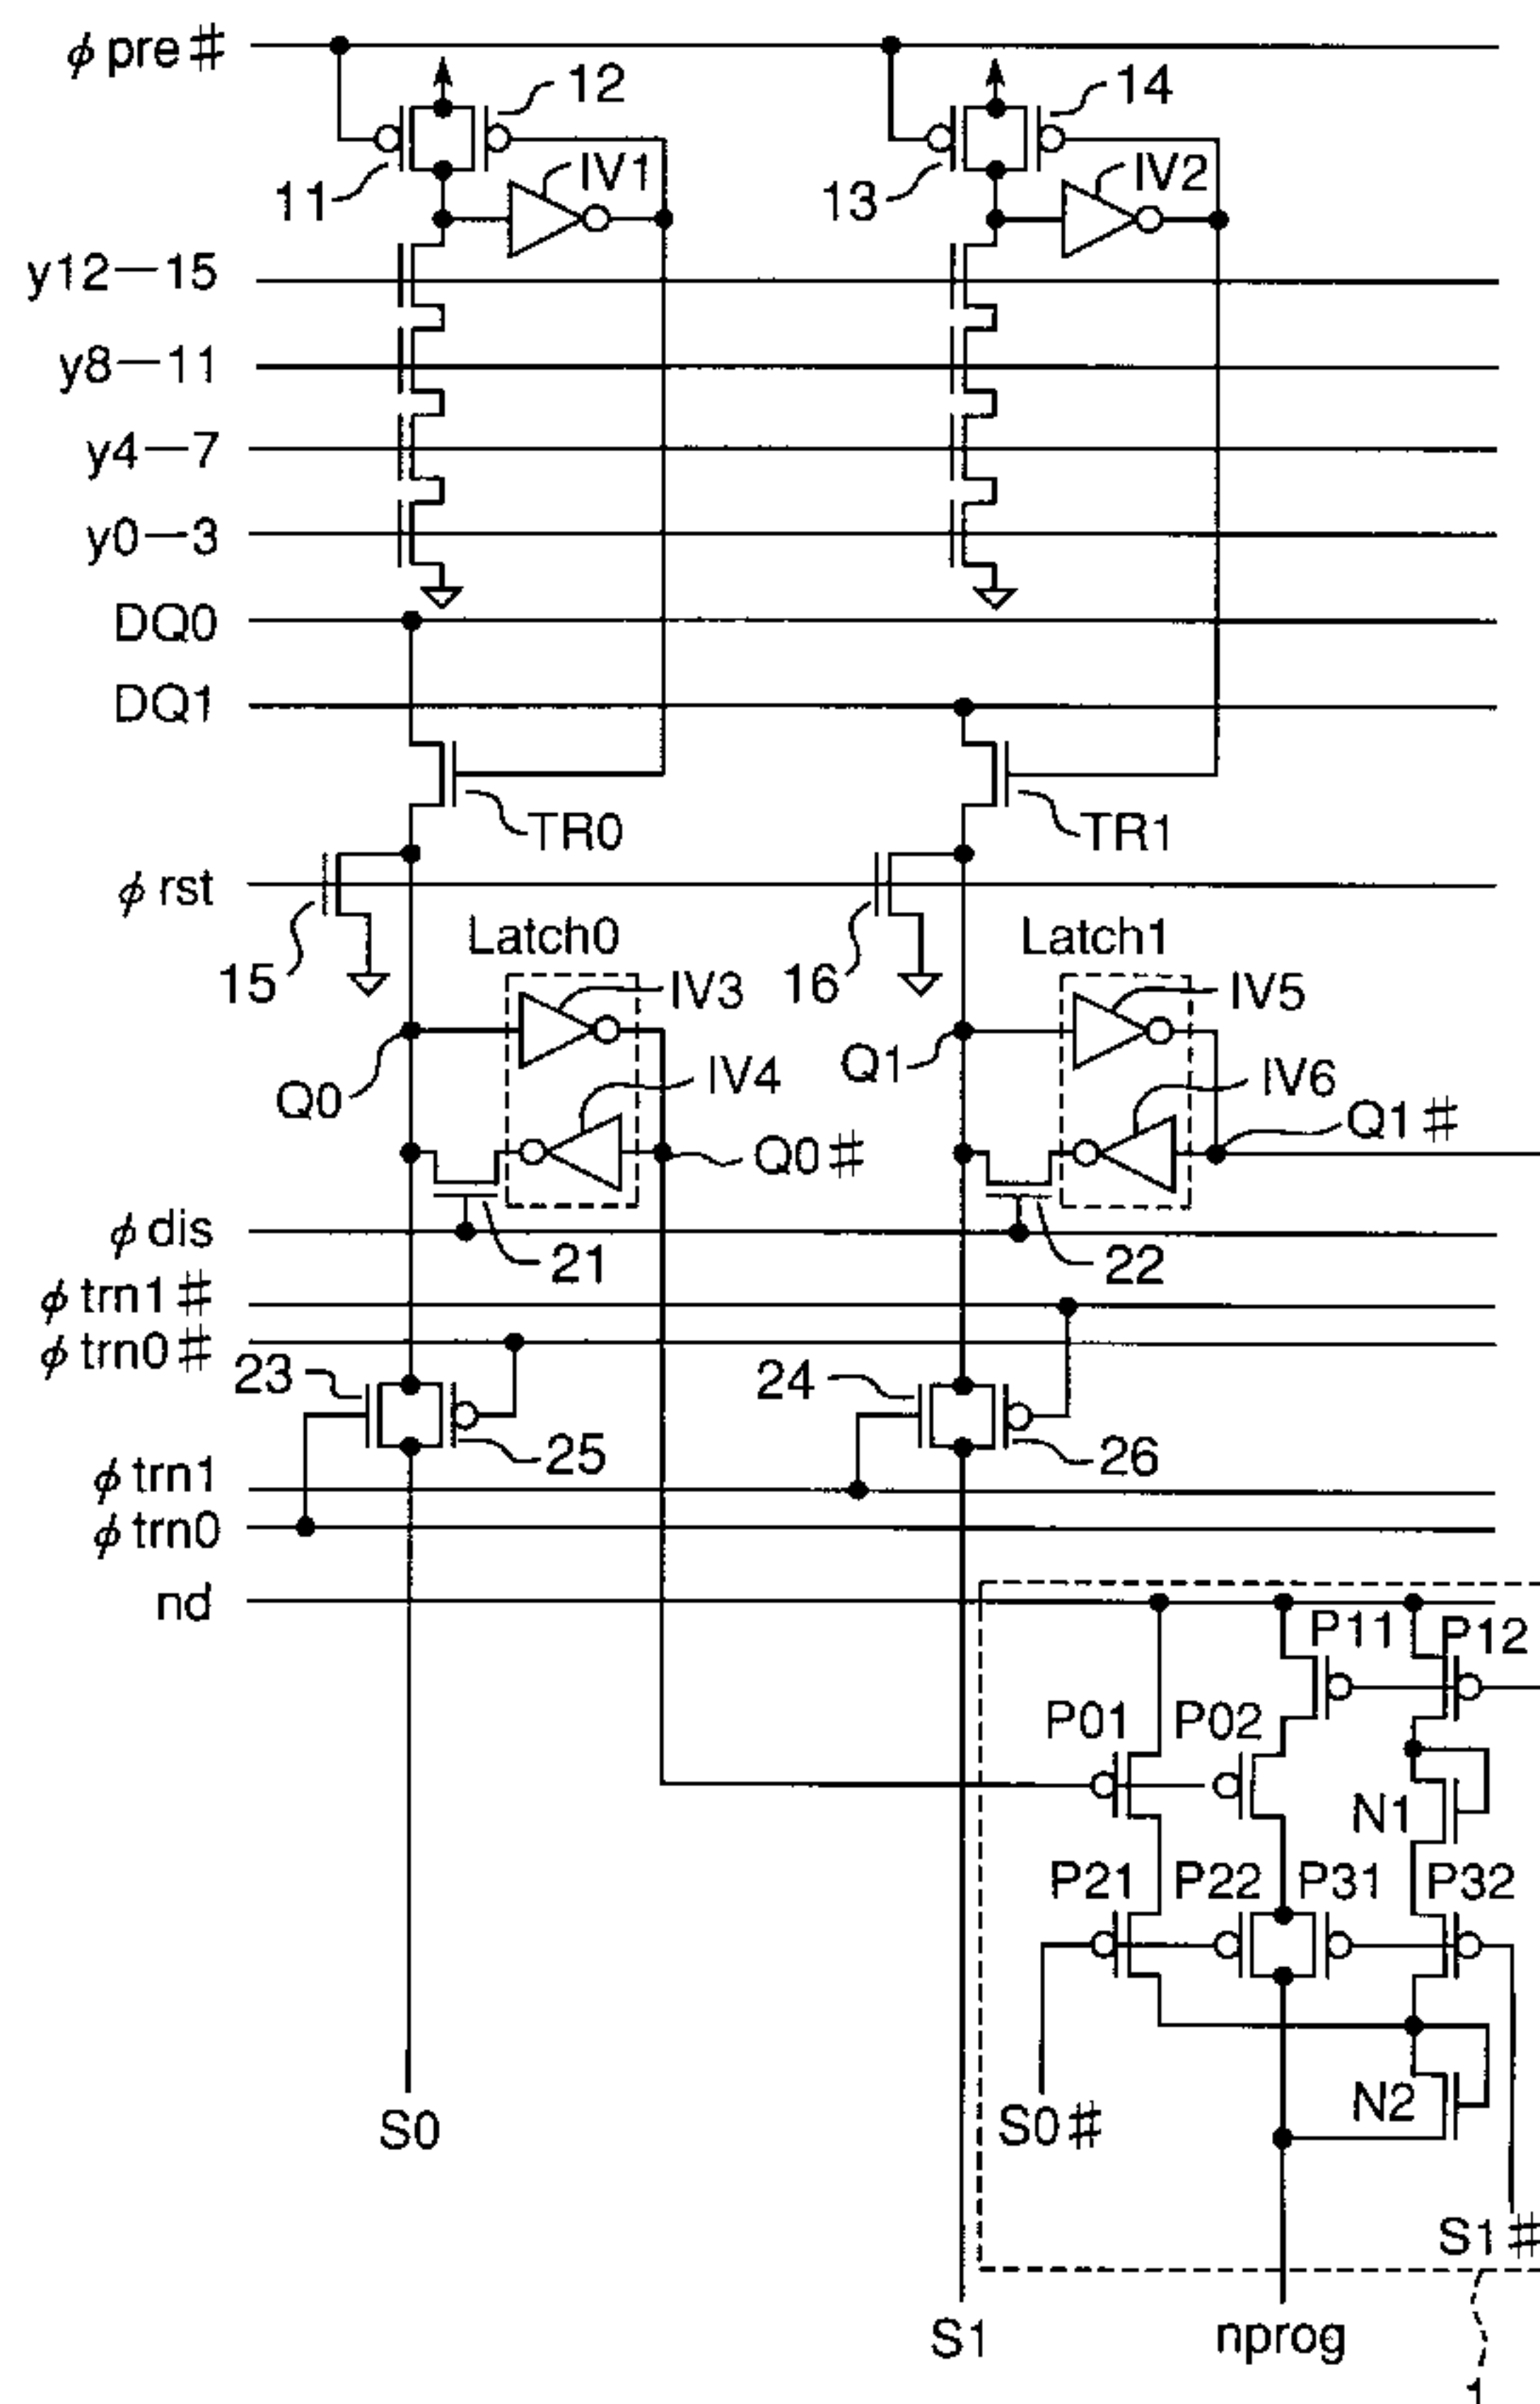 φ pre#
12
14
11
IV1
13
IV2
y12—15
y8—11
y4—7
y0—3
DQ0
DQ1
TR0
TR1
φ rst
15
Latch0
16
Latch1
IV3
IV5
Q0
IV4
Q1
IV6
Q0#
Q1#
φ dis
21
22
φ trn1#
φ trn0#
23
24
25
26
φ trn1
φ trn0
nd
P11
P12
P01
P02
N1
P21
P22
P31
P32
S0
S0#
N2
S1#
S1
nprog
1